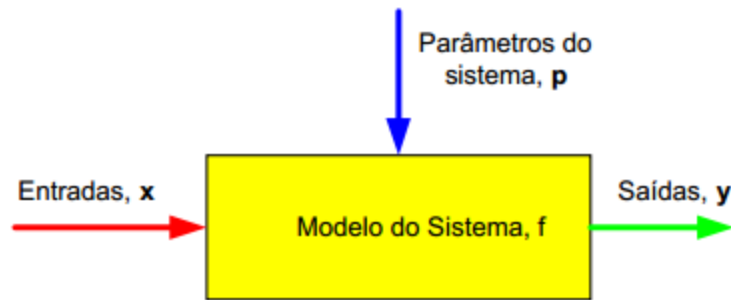 Parâmetros do
sistema, p
Entradas, x
Saídas, y
Modelo do Sistema, f